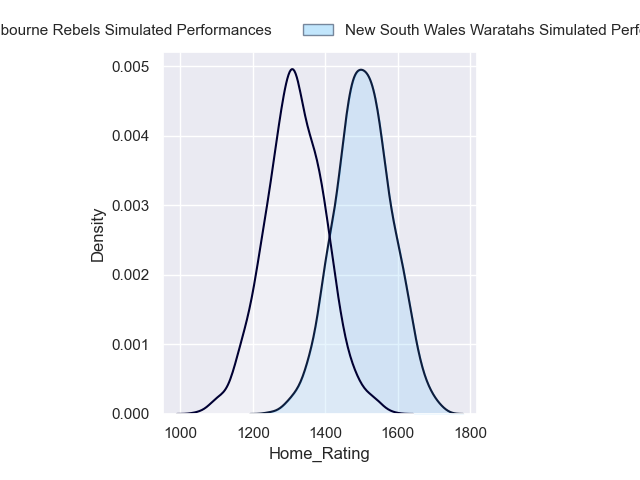 bourne Rebels Simulated Performances New South Wales Waratahs Simulated Perf
0.005
0.004
0.003
0.002
0.001
0.000
Density
1000 1200 1400 1600 1800
Home_Rating